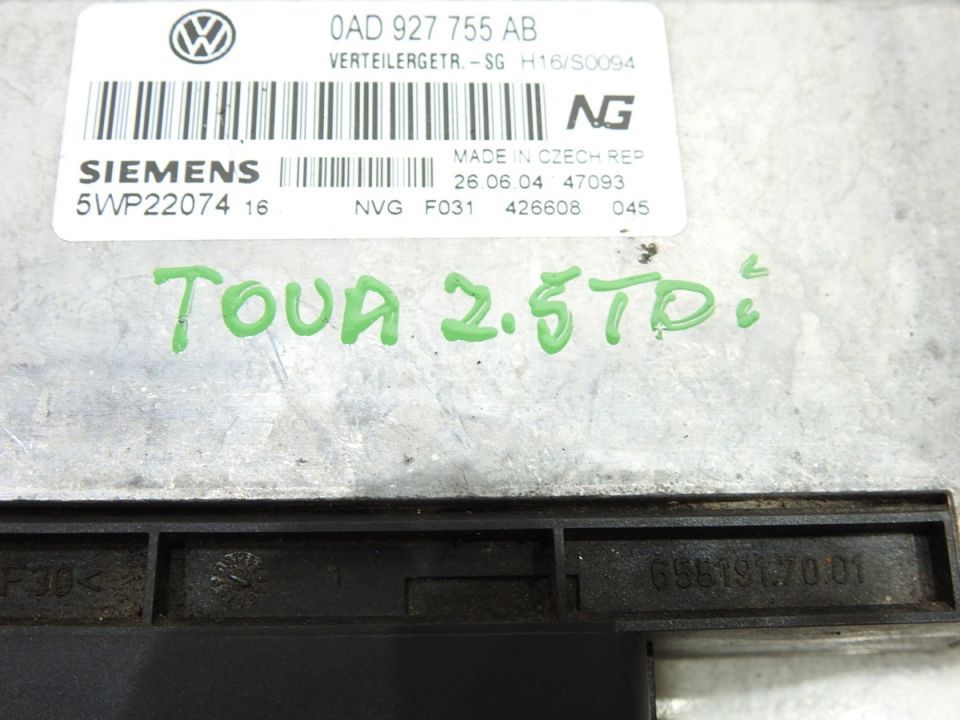 0AD 927 755 AB
VERTEILERGETR.-SG H16/S0094
NG
SIEMENS
MADE IN CZECH REP
26.06.04 47093
5WP22074 16 NVG F031 426608 045
TOUA 2.5TDi
F30<
1
656191.70.01